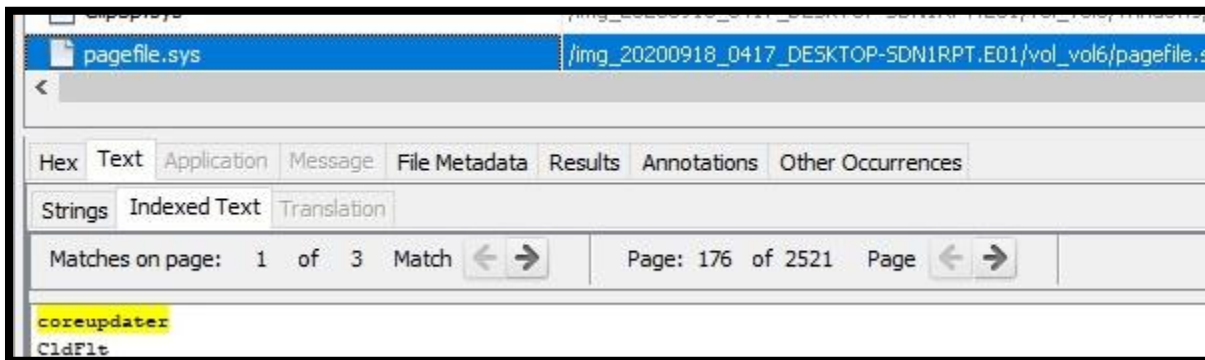 pagefile.sys /img_20200918_0417_DESKTOP-SDN1RPT.E01/vol_vol6/pagefile.s
Hex Text Application Message File Metadata Results Annotations Other Occurrences
Strings Indexed Text Translation
Matches on page: 1 of 3 Match Page: 176 of 2521 Page
coreupdater
CldFlt